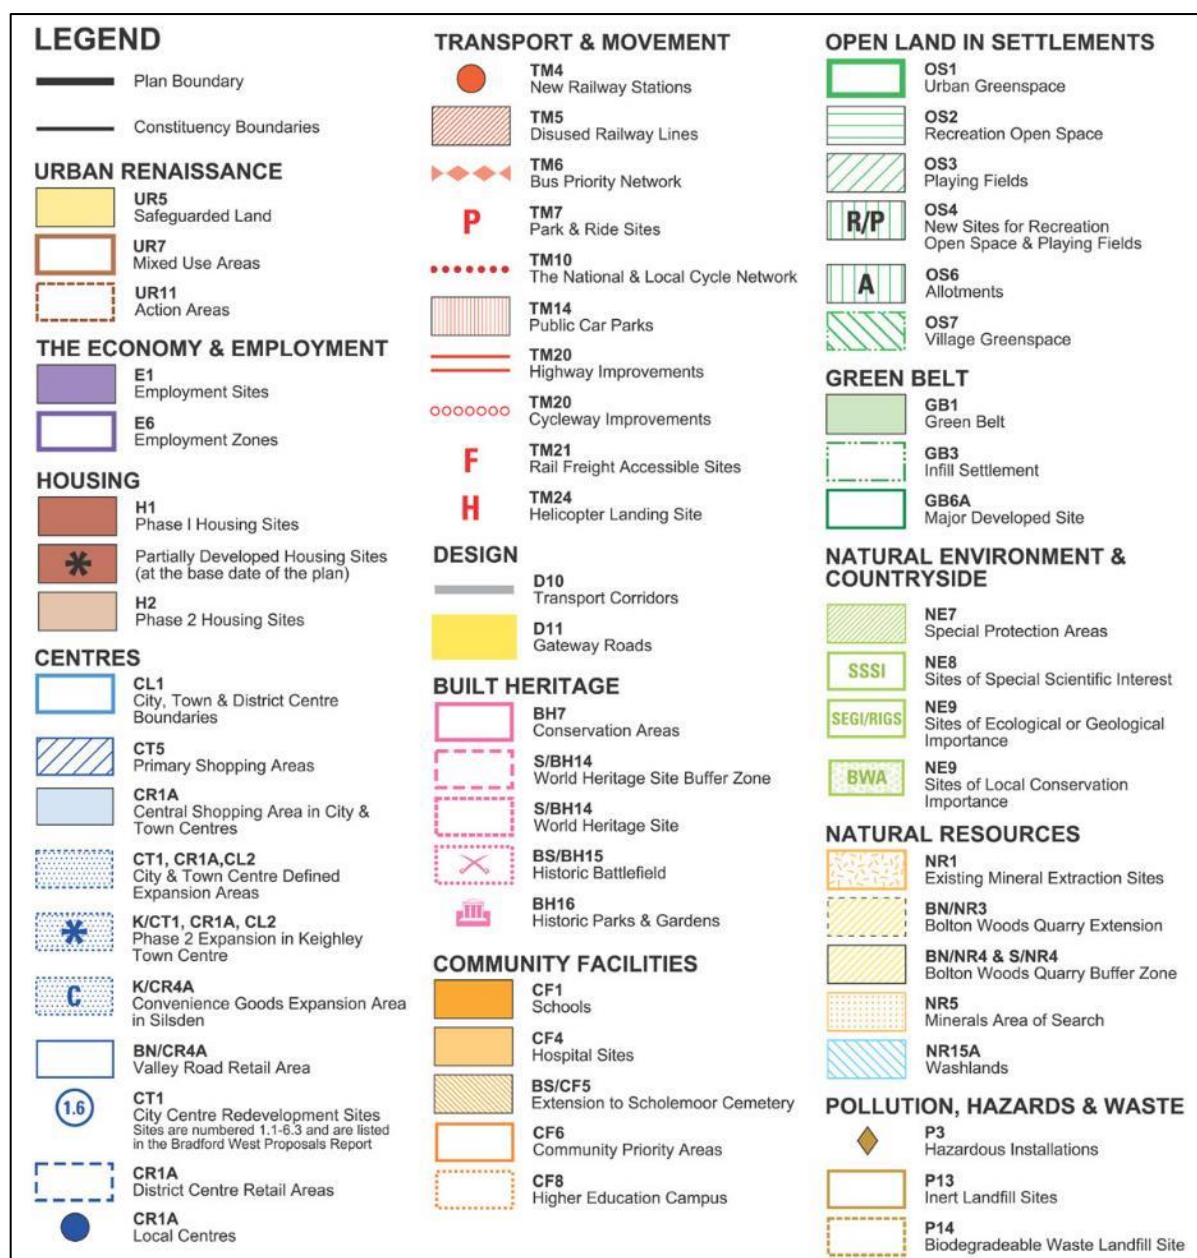 LEGEND
Plan Boundary
Constituency Boundaries
URBAN RENAISSANCE
UR5
Safeguarded Land
UR7
Mixed Use Areas
UR11
Action Areas
THE ECONOMY & EMPLOYMENT
E1
Employment Sites
E6
Employment Zones
HOUSING
H1
Phase I Housing Sites
Partially Developed Housing Sites
(at the base date of the plan)
H2
Phase 2 Housing Sites
CENTRES
CL1
City, Town & District Centre
Boundaries
CT5
Primary Shopping Areas
CR1A
Central Shopping Area in City &
Town Centres
CT1, CR1A,CL2
City & Town Centre Defined
Expansion Areas
K/CT1, CR1A, CL2
Phase 2 Expansion in Keighley
Town Centre
C
K/CR4A
Convenience Goods Expansion Area
in Silsden
BN/CR4A
Valley Road Retail Area
1.6
CT1
City Centre Redevelopment Sites
Sites are numbered 1.1-6.3 and are listed
in the Bradford West Proposals Report
CR1A
District Centre Retail Areas
CR1A
Local Centres
TRANSPORT & MOVEMENT
TM4
New Railway Stations
TM5
Disused Railway Lines
TM6
Bus Priority Network
P
TM7
Park & Ride Sites
TM10
The National & Local Cycle Network
TM14
Public Car Parks
TM20
Highway Improvements
TM20
Cycleway Improvements
F
TM21
Rail Freight Accessible Sites
H
TM24
Helicopter Landing Site
DESIGN
D10
Transport Corridors
D11
Gateway Roads
BUILT HERITAGE
BH7
Conservation Areas
S/BH14
World Heritage Site Buffer Zone
S/BH14
World Heritage Site
BS/BH15
Historic Battlefield
BH16
Historic Parks & Gardens
COMMUNITY FACILITIES
CF1
Schools
CF4
Hospital Sites
BS/CF5
Extension to Scholemoor Cemetery
CF6
Community Priority Areas
CF8
Higher Education Campus
OPEN LAND IN SETTLEMENTS
OS1
Urban Greenspace
OS2
Recreation Open Space
OS3
Playing Fields
R/P
OS4
New Sites for Recreation
Open Space & Playing Fields
A
OS6
Allotments
OS7
Village Greenspace
GREEN BELT
GB1
Green Belt
GB3
Infill Settlement
GB6A
Major Developed Site
NATURAL ENVIRONMENT &
COUNTRYSIDE
NE7
Special Protection Areas
SSSI
NE8
Sites of Special Scientific Interest
SEGI/RIGS
NE9
Sites of Ecological or Geological
Importance
BWA
NE9
Sites of Local Conservation
Importance
NATURAL RESOURCES
NR1
Existing Mineral Extraction Sites
BN/NR3
Bolton Woods Quarry Extension
BN/NR4 & S/NR4
Bolton Woods Quarry Buffer Zone
NR5
Minerals Area of Search
NR15A
Washlands
POLLUTION, HAZARDS & WASTE
P3
Hazardous Installations
P13
Inert Landfill Sites
P14
Biodegradeable Waste Landfill Site